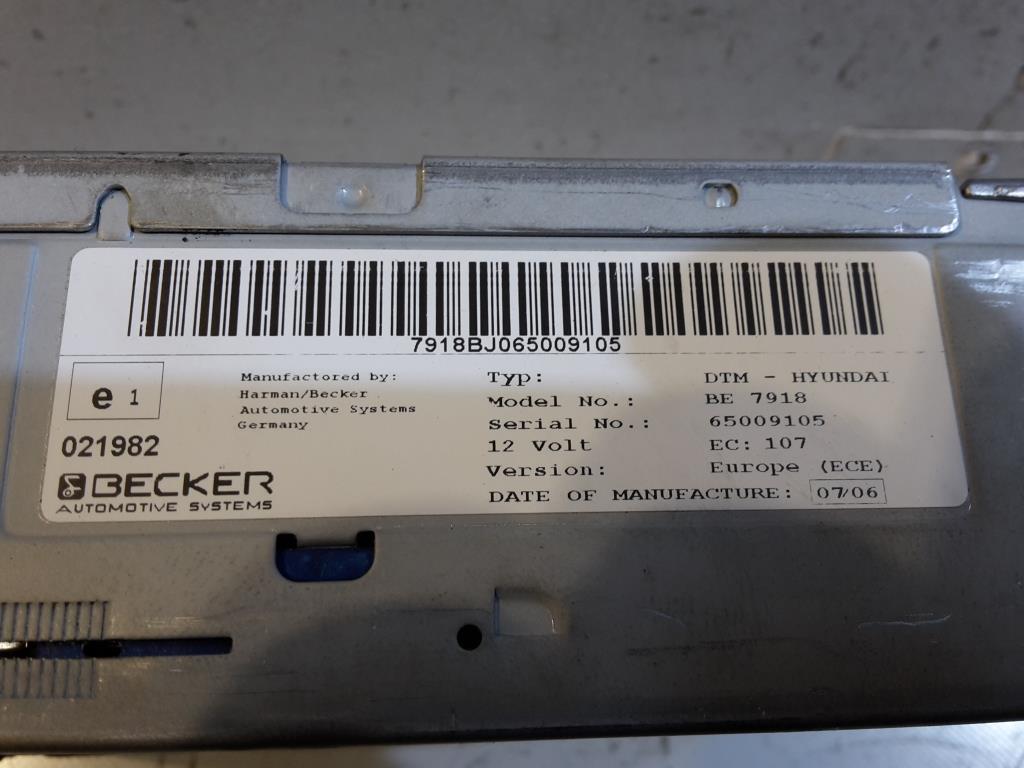 7918BJ065009105
e 1
021982
BECKER
AUTOMOTIVE SYSTEMS
Manufactored by:
Harman/Becker
Automotive Systems
Germany
Typ: DTM - HYUNDAI
Model No.: BE 7918
Serial No.: 65009105
12 Volt EC: 107
Version: Europe (ECE)
DATE OF MANUFACTURE: 07/06